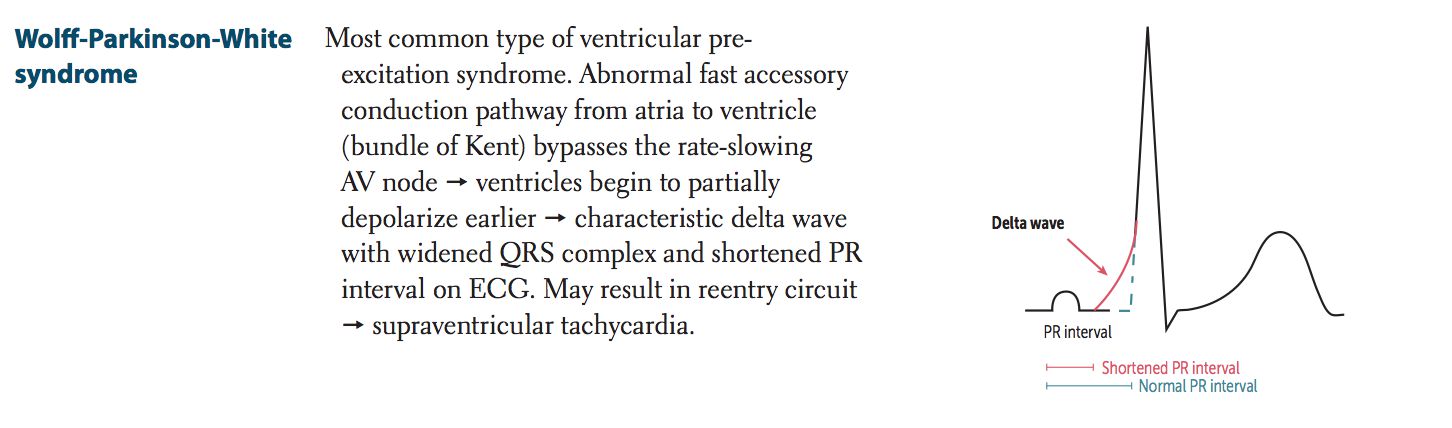 Wolff-Parkinson-White
syndrome
Most common type of ventricular pre-
excitation syndrome. Abnormal fast accessory
conduction pathway from atria to ventricle
(bundle of Kent) bypasses the rate-slowing
AV node → ventricles begin to partially
depolarize earlier → characteristic delta wave
with widened QRS complex and shortened PR
interval on ECG. May result in reentry circuit
→ supraventricular tachycardia.
Delta wave
PR interval
Shortened PR interval
Normal PR interval